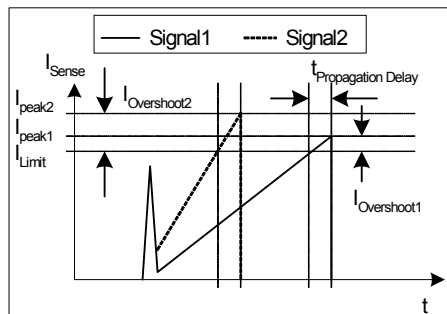 Signal1 Signal2
I_Sense
t_Propagation Delay
I_peak2
I_Overshoot2
I_peak1
I_Limit
I_Overshoot1
t